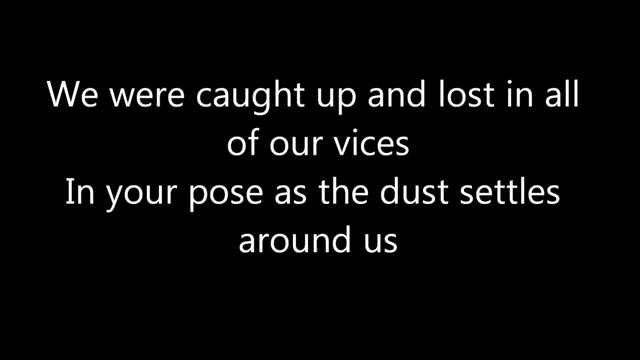 We were caught up and lost in all
of our vices
In your pose as the dust settles
around us